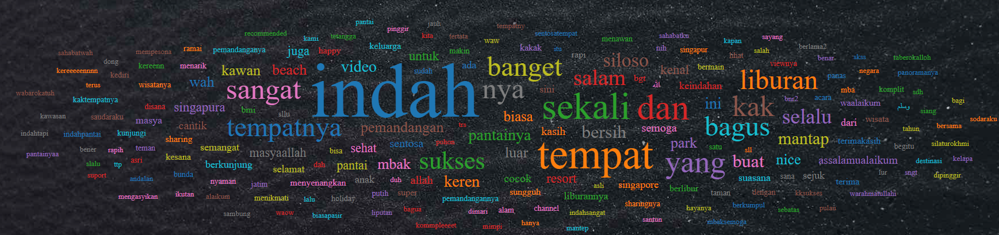 pantai
pinggir
jauh
tempatny
recommended
kami
tetangga
kita
tertata
waw
sentosatempat
menawan
sahabatku
kapan
sayang
sahabatwah
mempesona
ramai
pemandanganya
juga
happy
keluarga
untuk
makin
kakak
itu
rapi
nih
singapur
hhat
salah
berlama2
dong
kereenn
menarik
kawan
beach
video
sudah
ada
banget
siloso
kenal
bermain
viewnya
benar
skss
taberokalloh
kereeeeennnn
kediri
terus
wisatanya
wah
sangat
indah
nya
sini
salam
bgt
الله
keindahan
liburan
panas
negara
panoramanya
wabarokatuh
kaktempatnya
disana
singapura
bmi
sllu
biasa
sekali
dan
ini
kak
bnr2
acara
mba
waalaikum
komplit
sdh
وسلم
siang
bagi
kawasan
saudaraku
masya
cantik
tempatnya
pemandangan
trs
kasih
bersih
semoga
bagus
selalu
dari
wisata
tahun
bersama
sodaraku
indahtapi
indahpantai
kunjungi
sharing
semangat
sentosa
pohon
pantainya
park
satu
mantap
terimakasih
begitu
silaturokhmi
pantainyaa
bener
rapih
teman
kesana
masyaallah
bisa
sehat
luar
tempat
yang
sll
buat
nice
assalamualaikum
destinasi
kelapa
slalu
ttp
asri
berkunjung
selamat
dah
pantai
mbak
sukses
suport
andalan
bunda
nyaman
jatim
menyenangkan
anak
duh
allah
keren
cocok
resort
asli
singapore
berlibur
suasana
sana
sejuk
terima
lur
sngt
dipinggir
mengasyikan
ikutan
alaikum
menikmati
lalu
holiday
putih
super
pemandangannya
sungguh
liburannya
sharingnya
taman
dengan
kksukses
warahmatullahi
sambung
waow
biasapasir
liputan
bagua
dimari
alam
channel
indahsangat
hayanya
berkumpul
sebatas
pulau
kommpleeeet
mimpi
hanya
mantep
santun
mbaksemoga